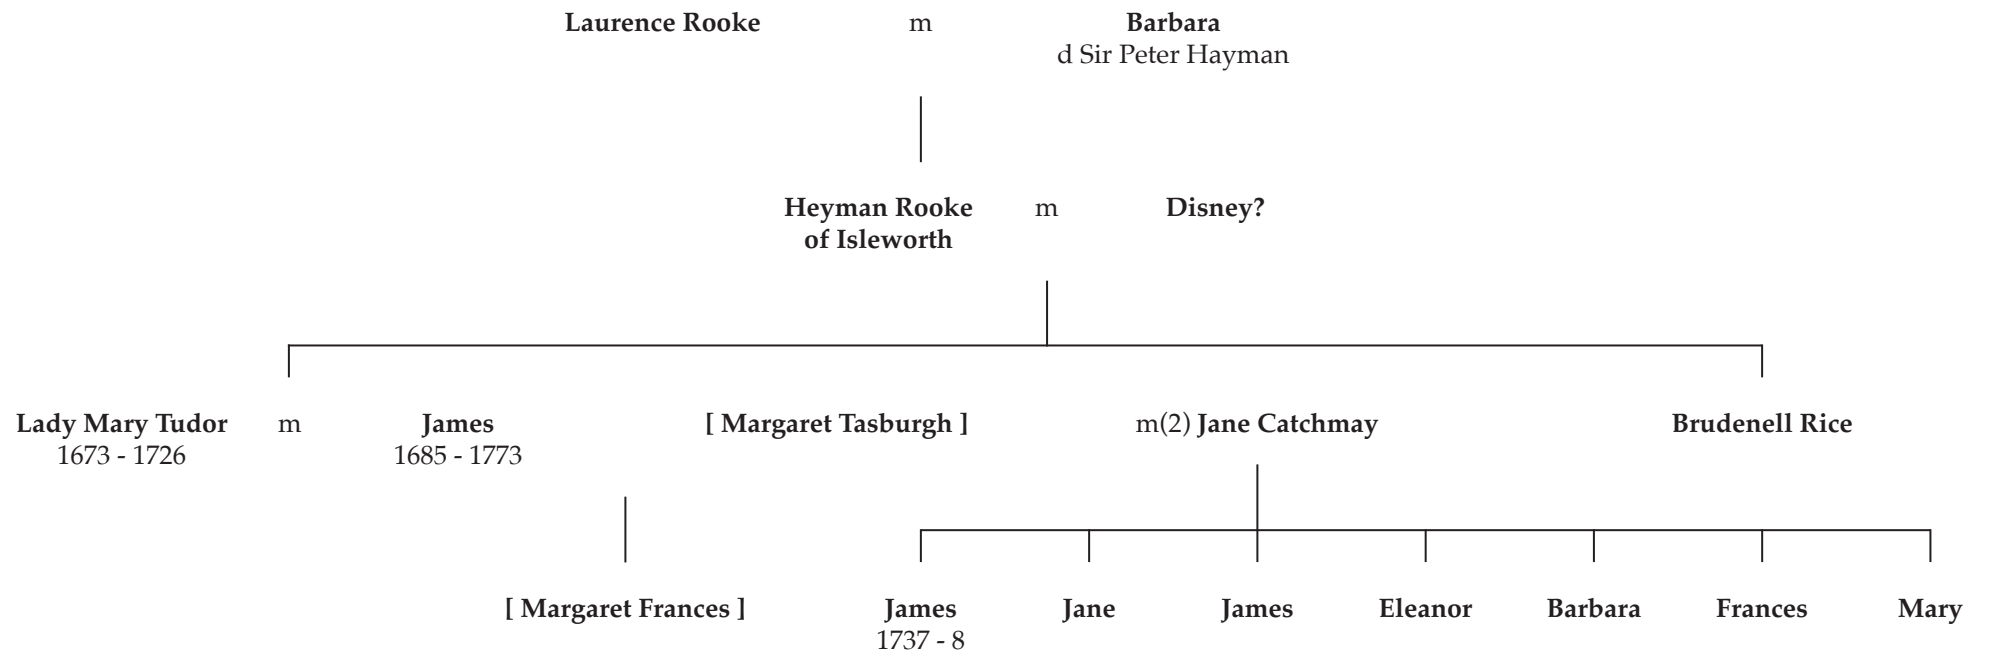 Laurence Rooke m Barbara
d Sir Peter Hayman
Heyman Rooke m Disney?
of Isleworth
Lady Mary Tudor m James [ Margaret Tasburgh ] m(2) Jane Catchmay Brudenell Rice
1673 - 1726 1685 - 1773
[ Margaret Frances ] James Jane James Eleanor Barbara Frances Mary
1737 - 8